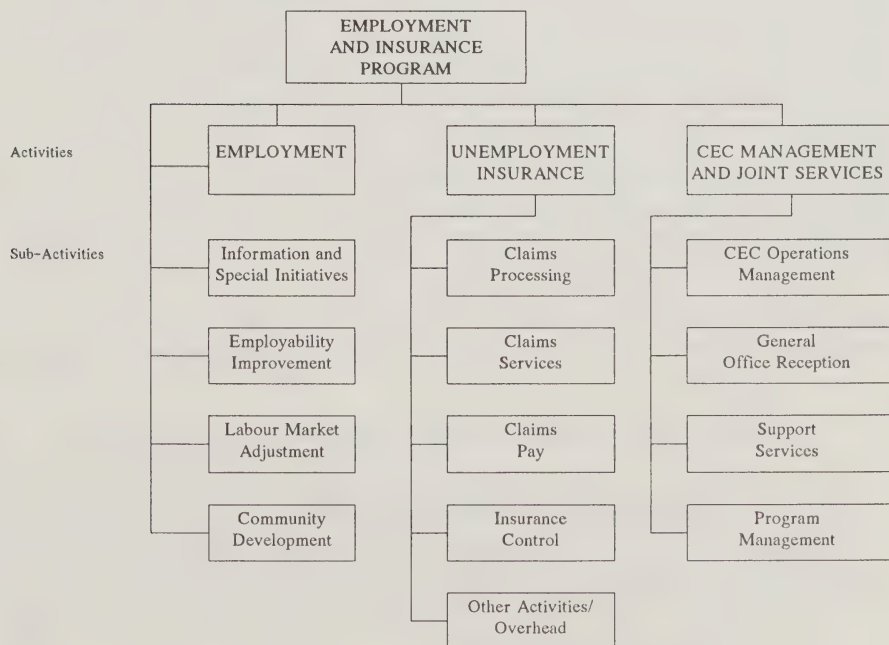 EMPLOYMENT
AND INSURANCE
PROGRAM
Activities
EMPLOYMENT
UNEMPLOYMENT
INSURANCE
CEC MANAGEMENT
AND JOINT SERVICES
Sub-Activities
Information and
Special Initiatives
Claims
Processing
CEC Operations
Management
Employability
Improvement
Claims
Services
General
Office Reception
Labour Market
Adjustment
Claims
Pay
Support
Services
Community
Development
Insurance
Control
Program
Management
Other Activities/
Overhead